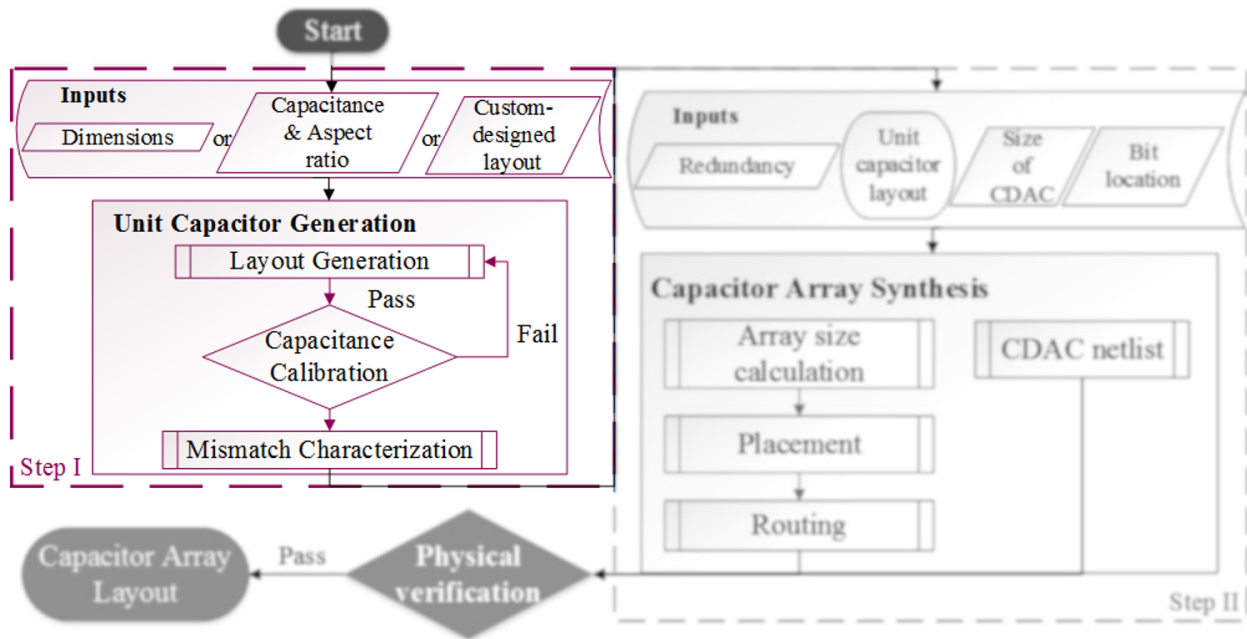 Start
Inputs
Dimensions
or
Capacitance
& Aspect
ratio
or
Custom-
designed
layout
Unit Capacitor Generation
Layout Generation
Pass
Fail
Capacitance
Calibration
Mismatch Characterization
Step I
Inputs
Redundancy
Unit
capacitor
layout
Size
of
CDAC
Bit
location
Capacitor Array Synthesis
Array size
calculation
CDAC netlist
Placement
Routing
Step II
Physical
verification
Pass
Capacitor Array
Layout